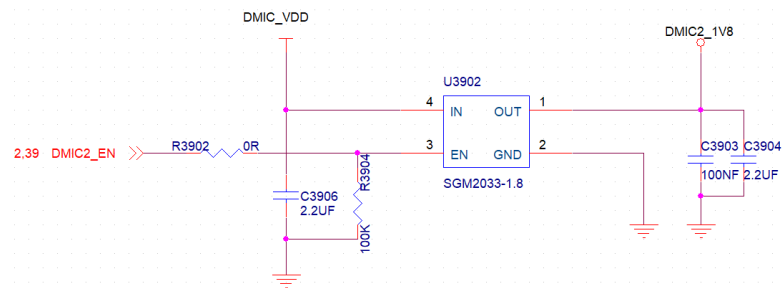 DMIC_VDD
DMIC2_1V8
U3902
4 IN OUT 1
2,39 DMIC2_EN R3902 0R 3 EN GND 2
SGM2033-1.8
R3904
100K
C3906
2.2UF
C3903
100NF
C3904
2.2UF